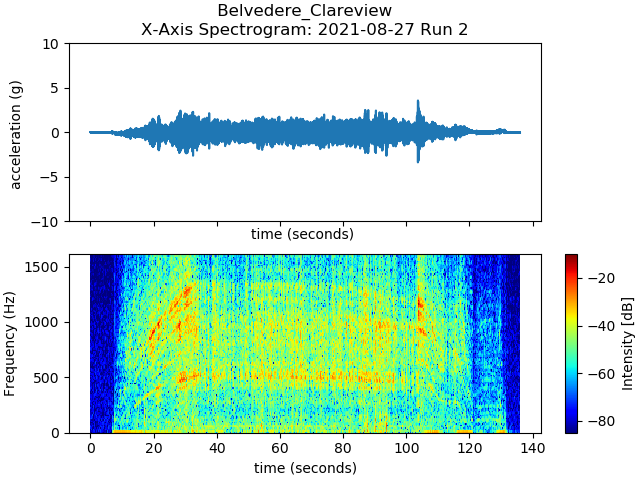 Belvedere_Clareview
X-Axis Spectrogram: 2021-08-27 Run 2
10
5
0
−5
−10
acceleration (g)
time (seconds)
1500
1000
500
0
Frequency (Hz)
0 20 40 60 80 100 120 140
time (seconds)
−20
−40
−60
−80
Intensity [dB]